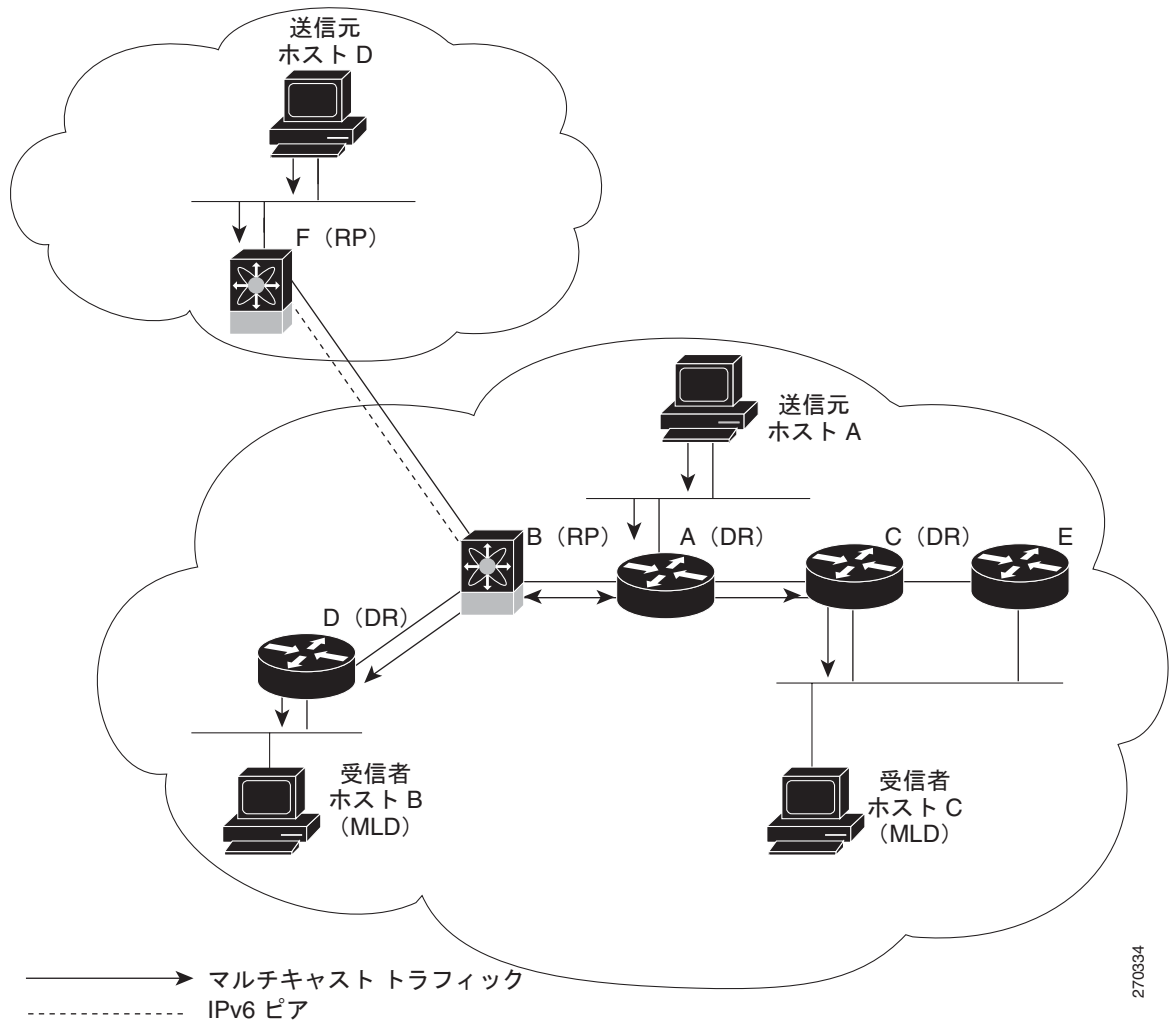 送信元
ホスト D
F（RP）
送信元
ホスト A
B（RP）
A（DR）
C（DR）
E
D（DR）
受信者
ホスト B
（MLD）
受信者
ホスト C
（MLD）
マルチキャスト トラフィック
IPv6 ピア
270334